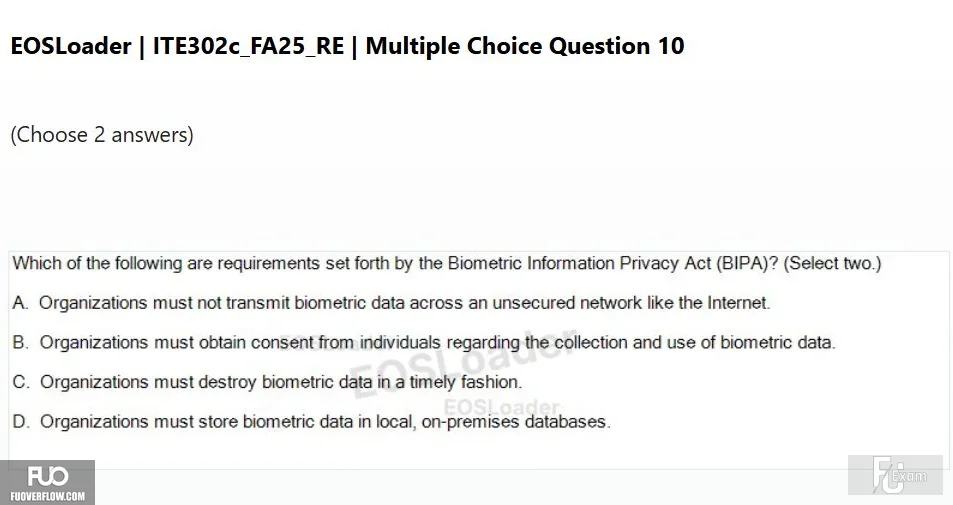 EOSLoader | ITE302c_FA25_RE | Multiple Choice Question 10
(Choose 2 answers)
Which of the following are requirements set forth by the Biometric Information Privacy Act (BIPA)? (Select two.)
A. Organizations must not transmit biometric data across an unsecured network like the Internet.
B. Organizations must obtain consent from individuals regarding the collection and use of biometric data.
EOSLoader
C. Organizations must destroy biometric data in a timely fashion.
EOSLoader
D. Organizations must store biometric data in local, on-premises databases.
FUO
FUOVERFLOW.COM
FU Exam